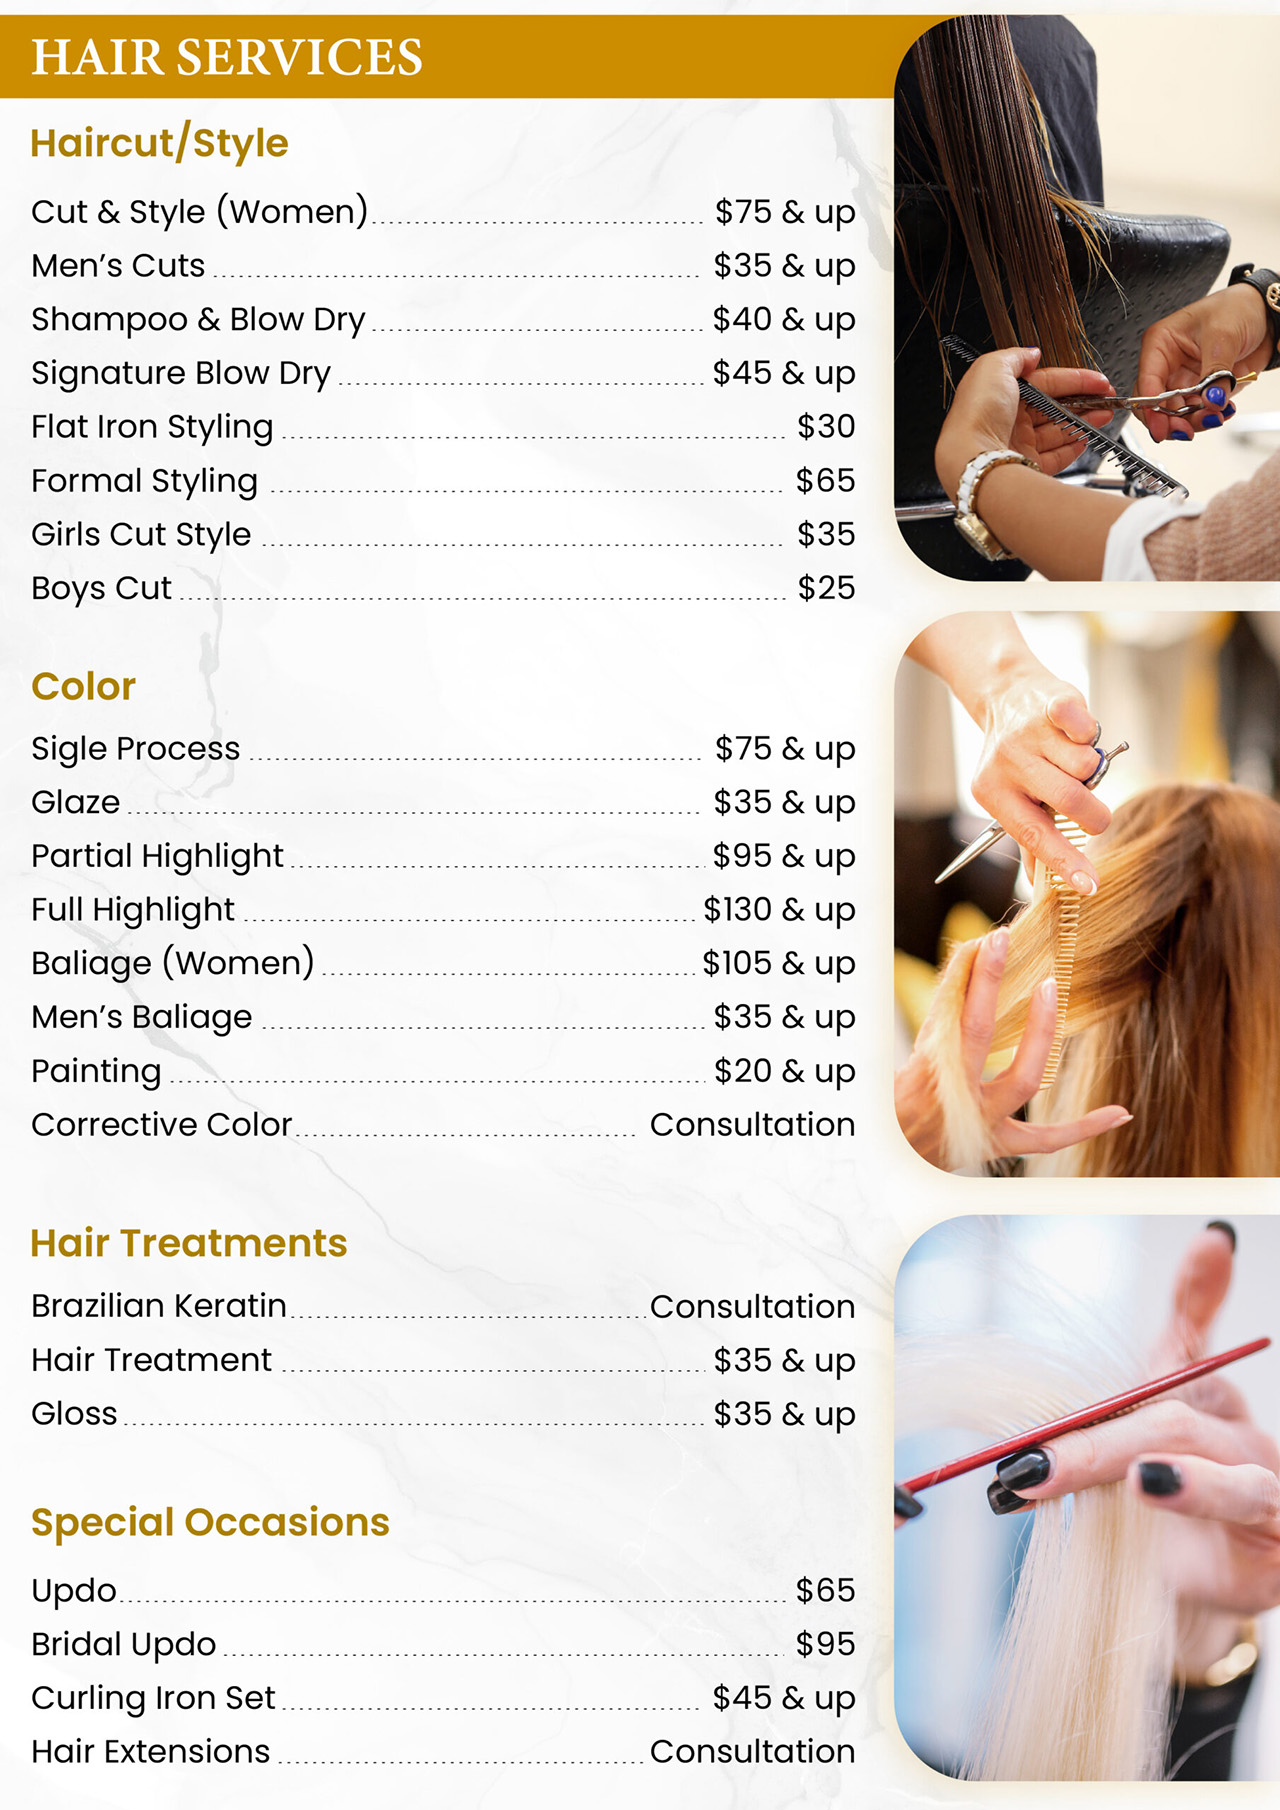 HAIR SERVICES
Haircut/Style
Cut & Style (Women) $75 & up
Men's Cuts $35 & up
Shampoo & Blow Dry $40 & up
Signature Blow Dry $45 & up
Flat Iron Styling $30
Formal Styling $65
Girls Cut Style $35
Boys Cut $25
Color
Sigle Process $75 & up
Glaze $35 & up
Partial Highlight $95 & up
Full Highlight $130 & up
Baliage (Women) $105 & up
Men's Baliage $35 & up
Painting $20 & up
Corrective Color Consultation
Hair Treatments
Brazilian Keratin Consultation
Hair Treatment $35 & up
Gloss $35 & up
Special Occasions
Updo $65
Bridal Updo $95
Curling Iron Set $45 & up
Hair Extensions Consultation